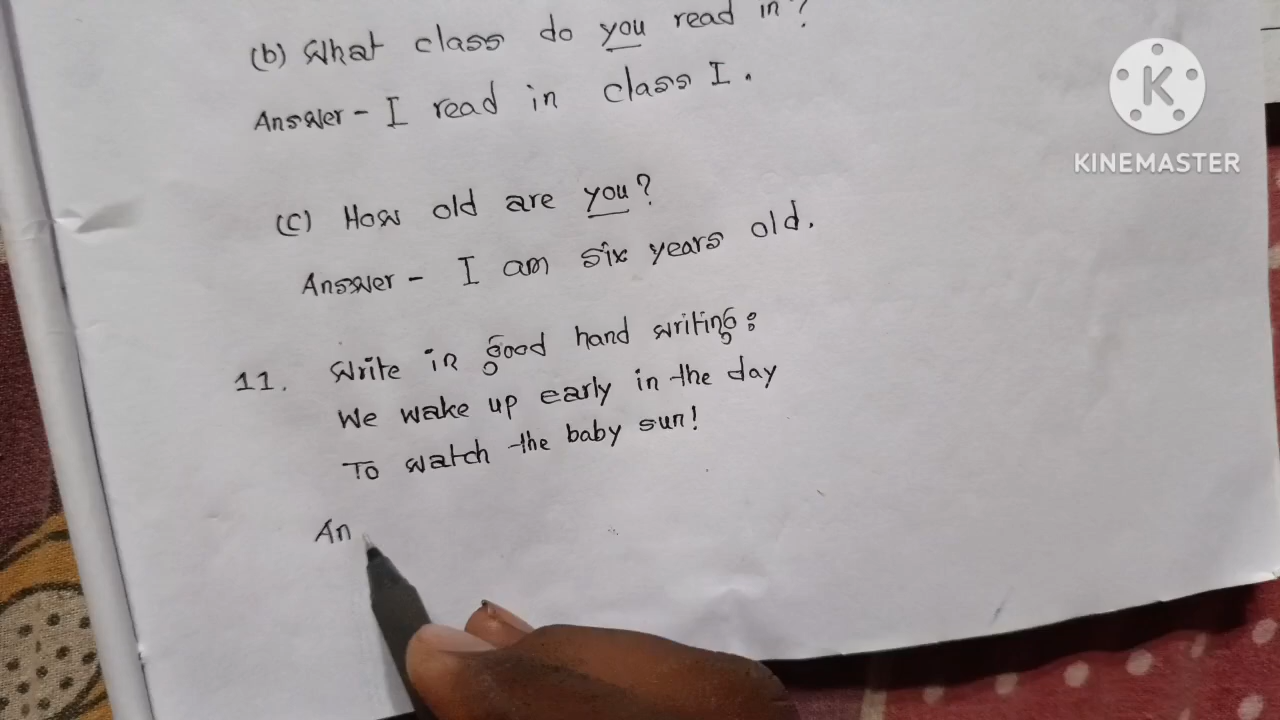 (b) What class do you read in?
Answer - I read in class I.
(c) How old are you?
Answer - I am six years old.
11. Write in good hand writing:
We wake up early in the day
To watch the baby sun!
An
K
KINEMASTER